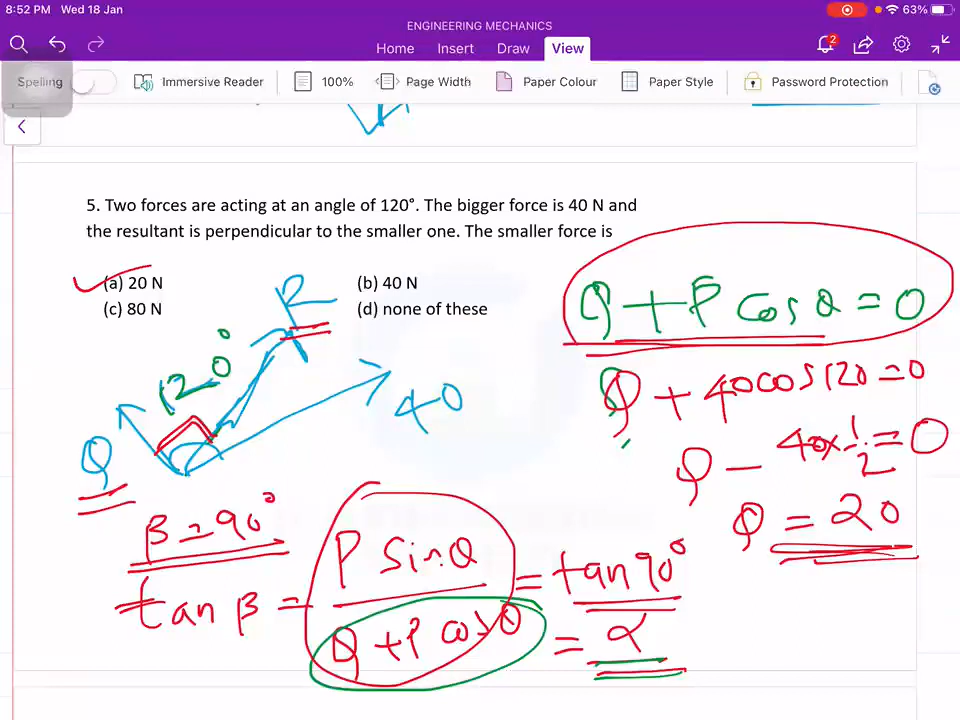 8:52 PM Wed 18 Jan
63%
ENGINEERING MECHANICS
Home Insert Draw View
2
Spelling Immersive Reader 100% Page Width Paper Colour Paper Style Password Protection
5. Two forces are acting at an angle of 120°. The bigger force is 40 N and
the resultant is perpendicular to the smaller one. The smaller force is
(a) 20 N (b) 40 N
(c) 80 N (d) none of these
R
120°
40
Q
Q + P cos θ = 0
Q + 40 cos 120 = 0
Q - 40 × 1/2 = 0
Q = 20
β = 90°
tan β = P sin θ / Q + P cos θ = tan 90°
= α